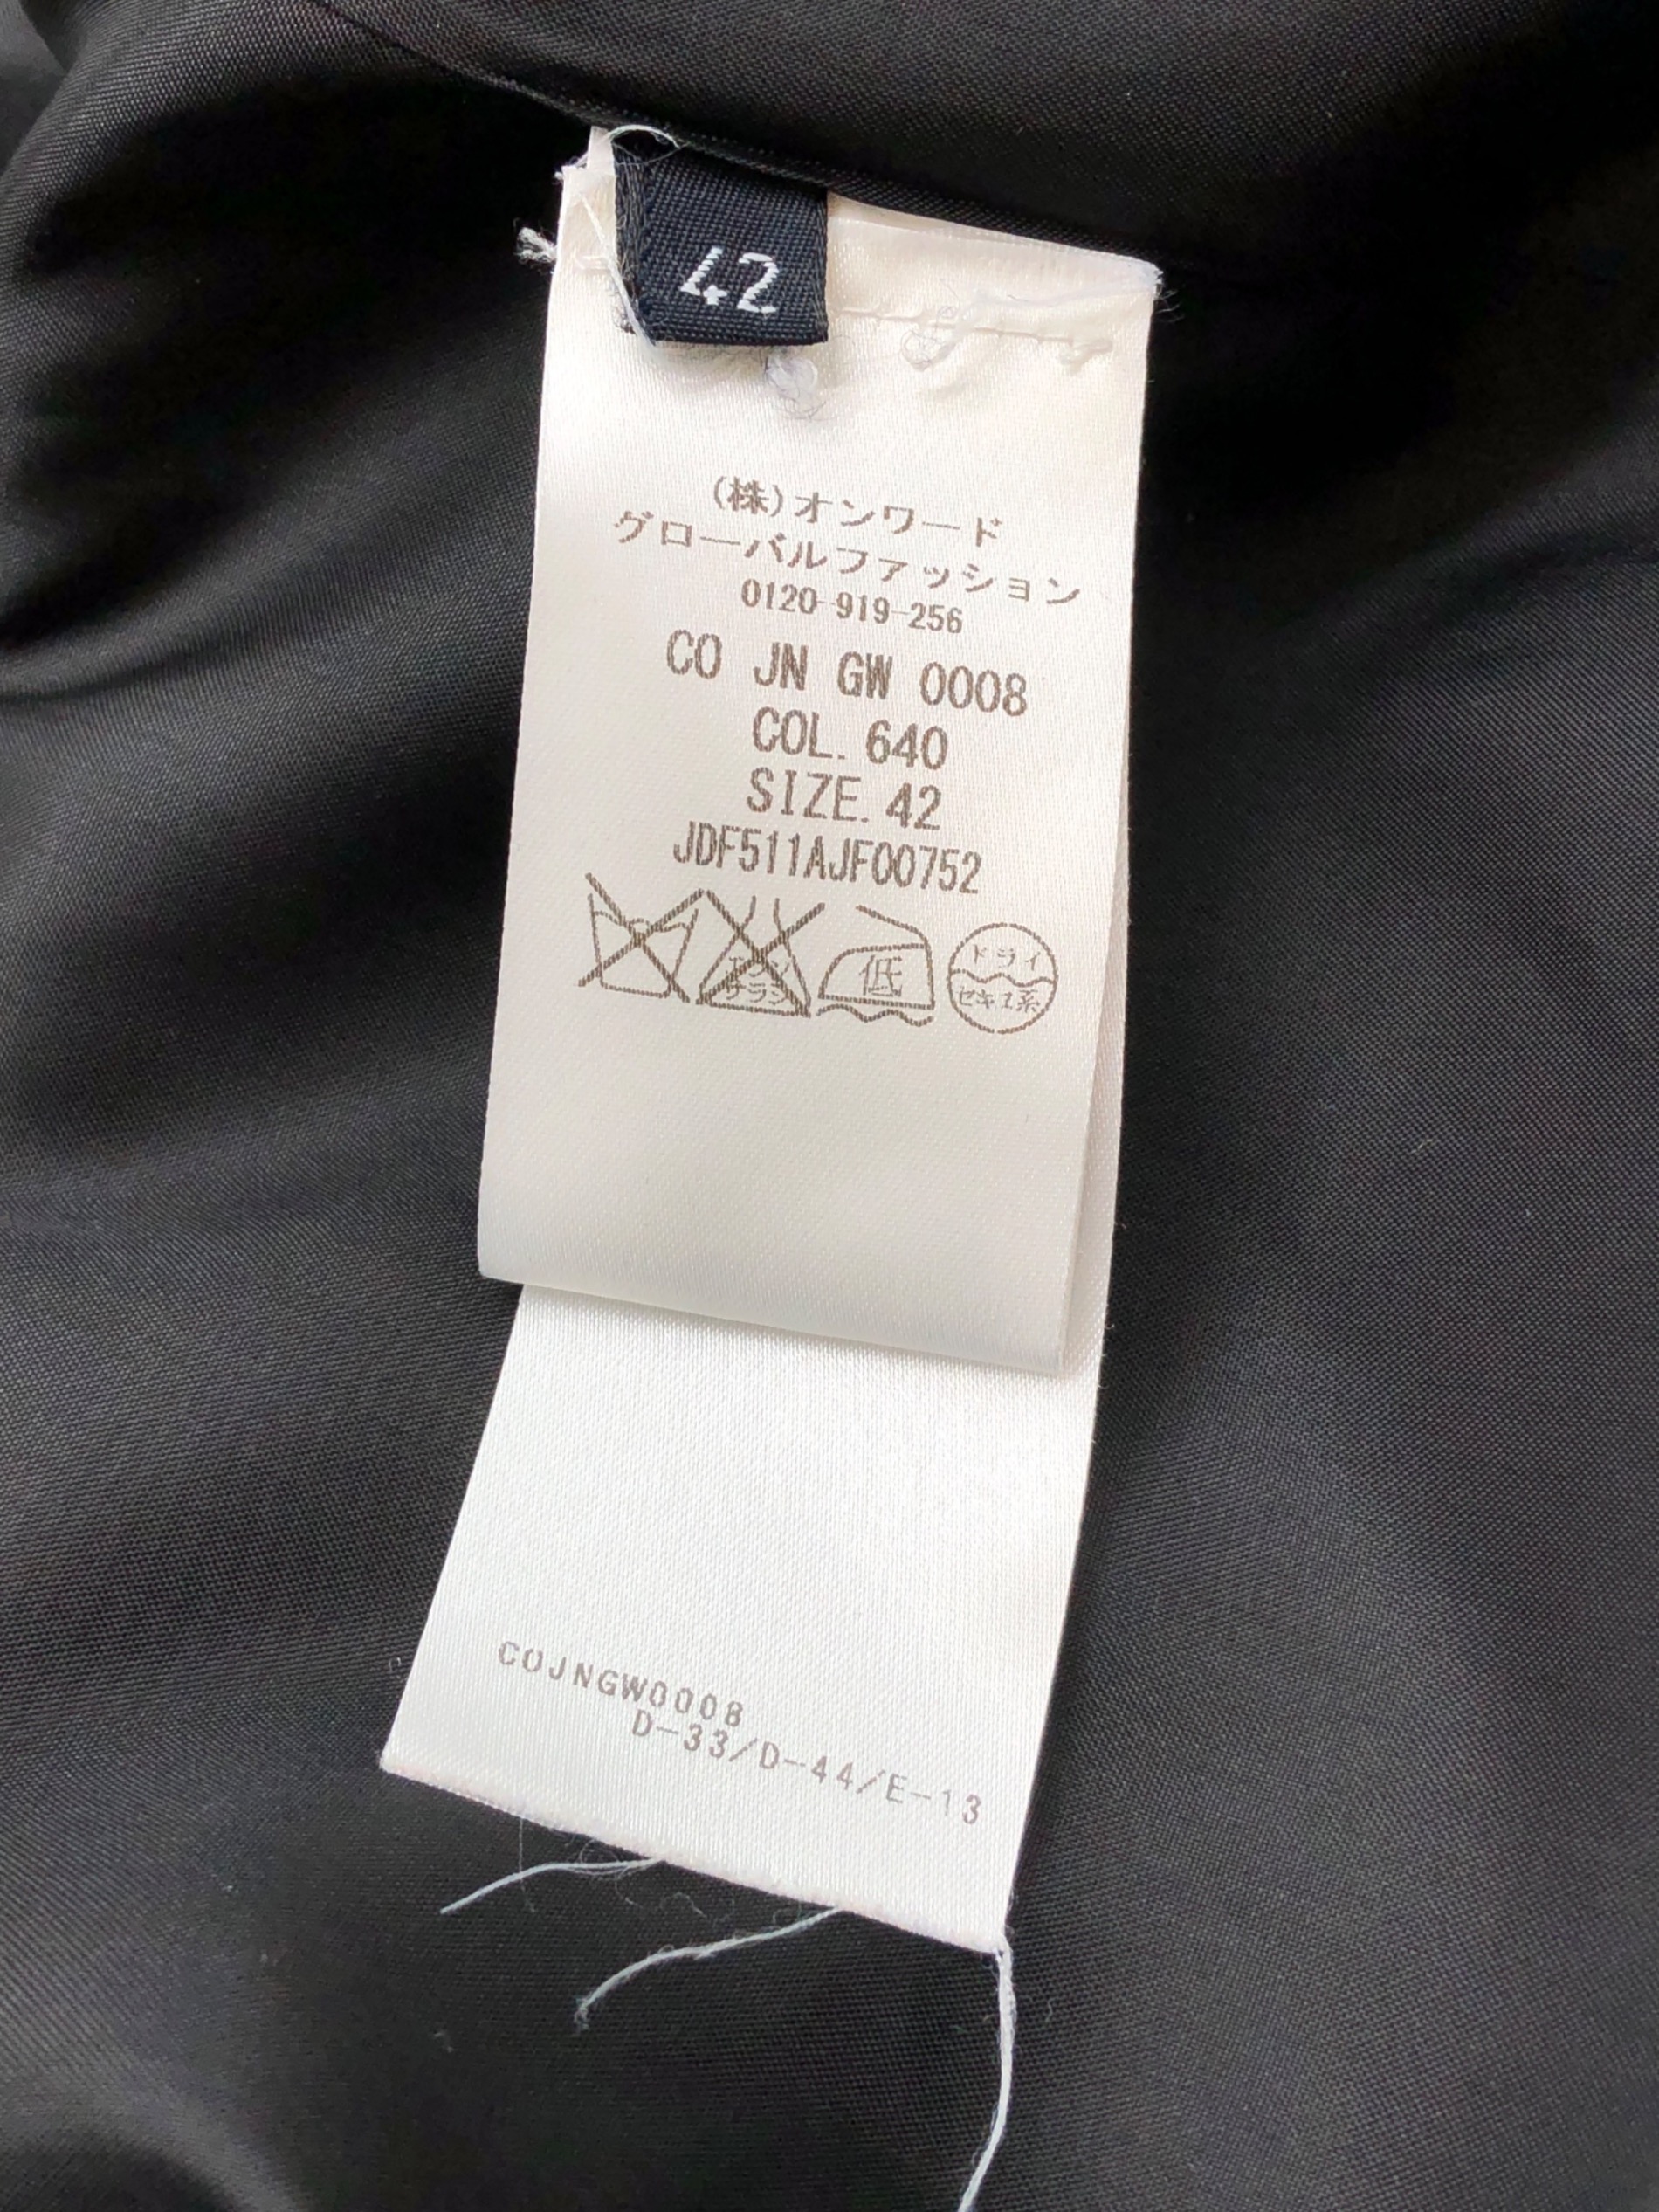 42
(株)オンワード
グローバルファッション
0120-919-256
CO JN GW 0008
COL. 640
SIZE. 42
JDF511AJF00752
エンソ
サラシ
低
ドライ
セキユ系
COJNGW0008
D-33/D-44/E-13